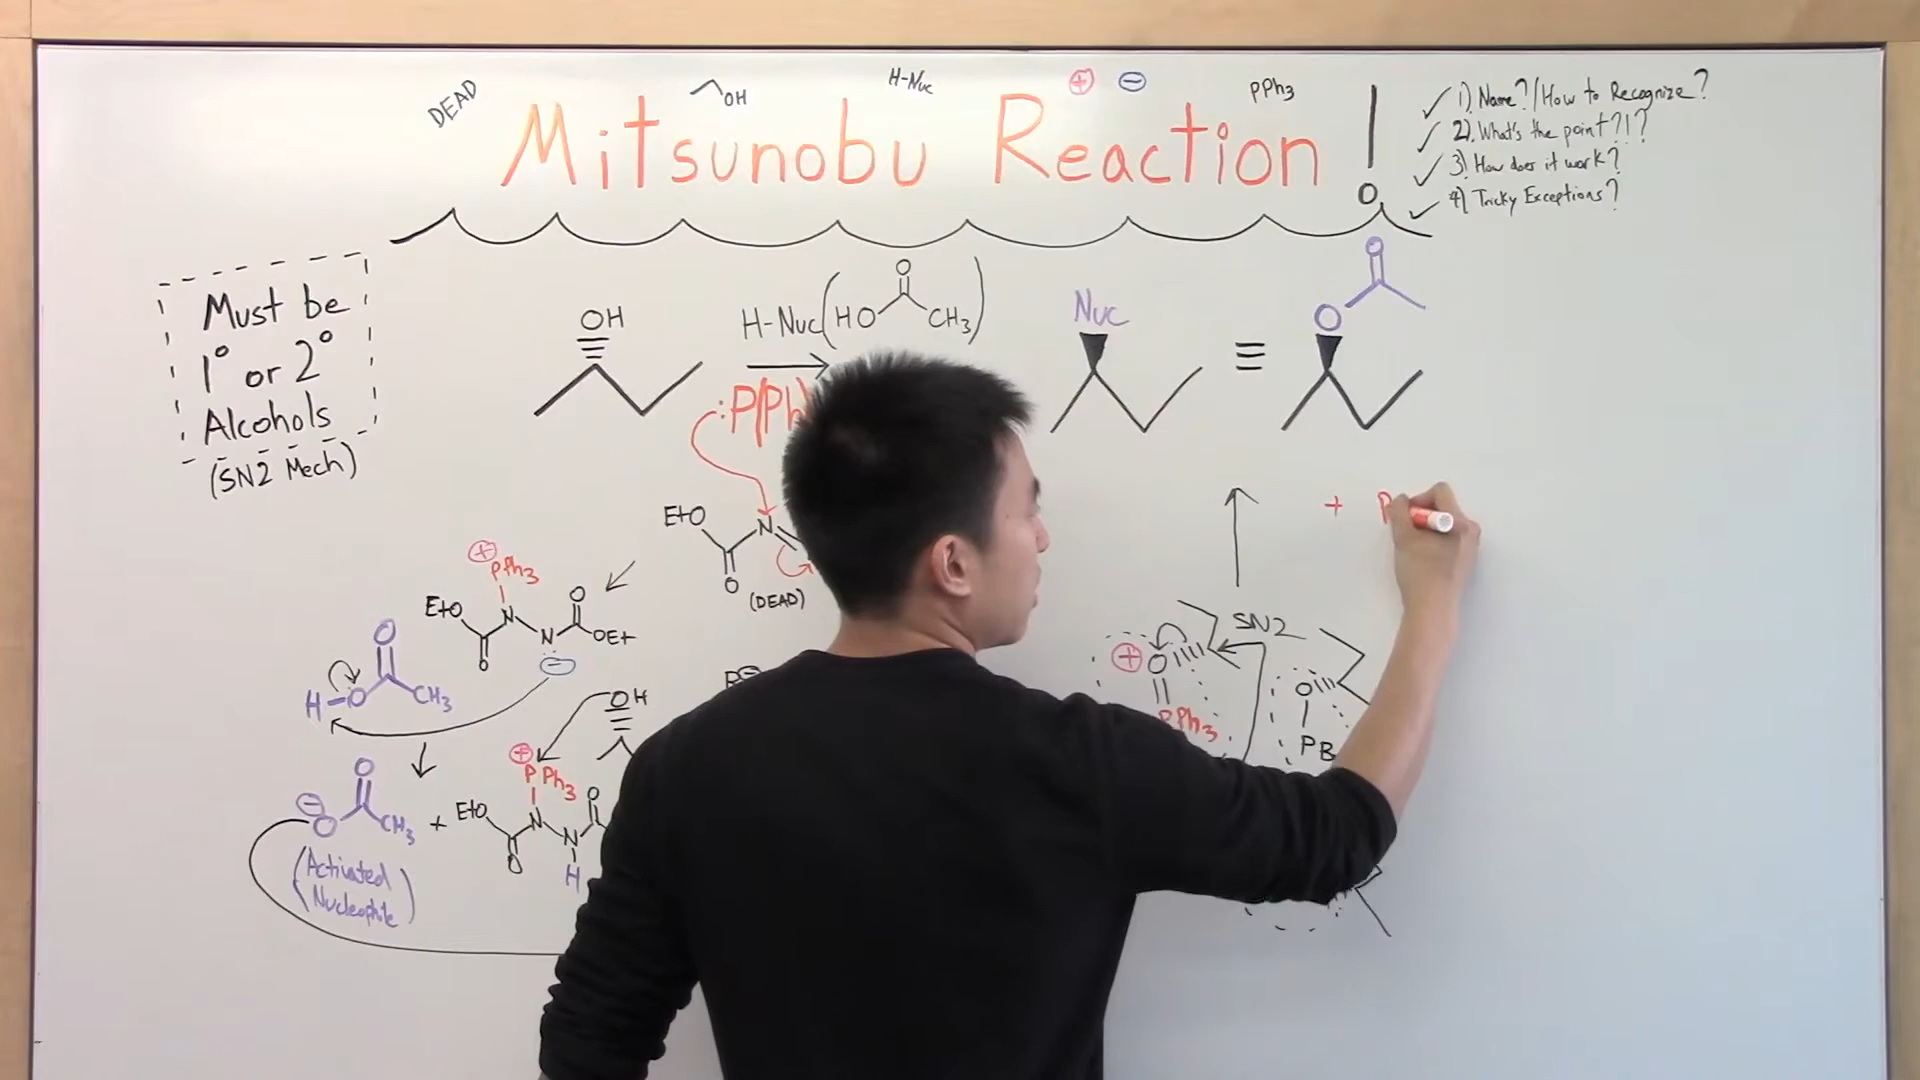 DEAD
OH
H-Nuc
⊕ ⊖
PPh3
Mitsunobu Reaction !
✓ 1) Name?/How to Recognize?
✓ 2). What's the point?!?
✓ 3) How does it work?
✓ 4) Tricky Exceptions?
Must be
1° or 2°
Alcohols
(SN2 Mech)
OH
H-Nuc(HO O CH3)
:P(Ph)
Nuc
≡
O
O
EtO
N
O
(DEAD)
+ P
⊕
PPh3
EtO
N
O
N
O
OEt
⊖
H-O
O
CH3
⊖
O
O
CH3
+
(Activated
Nucleophile)
OH
⊕
PPh3
EtO
N
O
N
H
O
SN2
⊕
O
PPh3
O